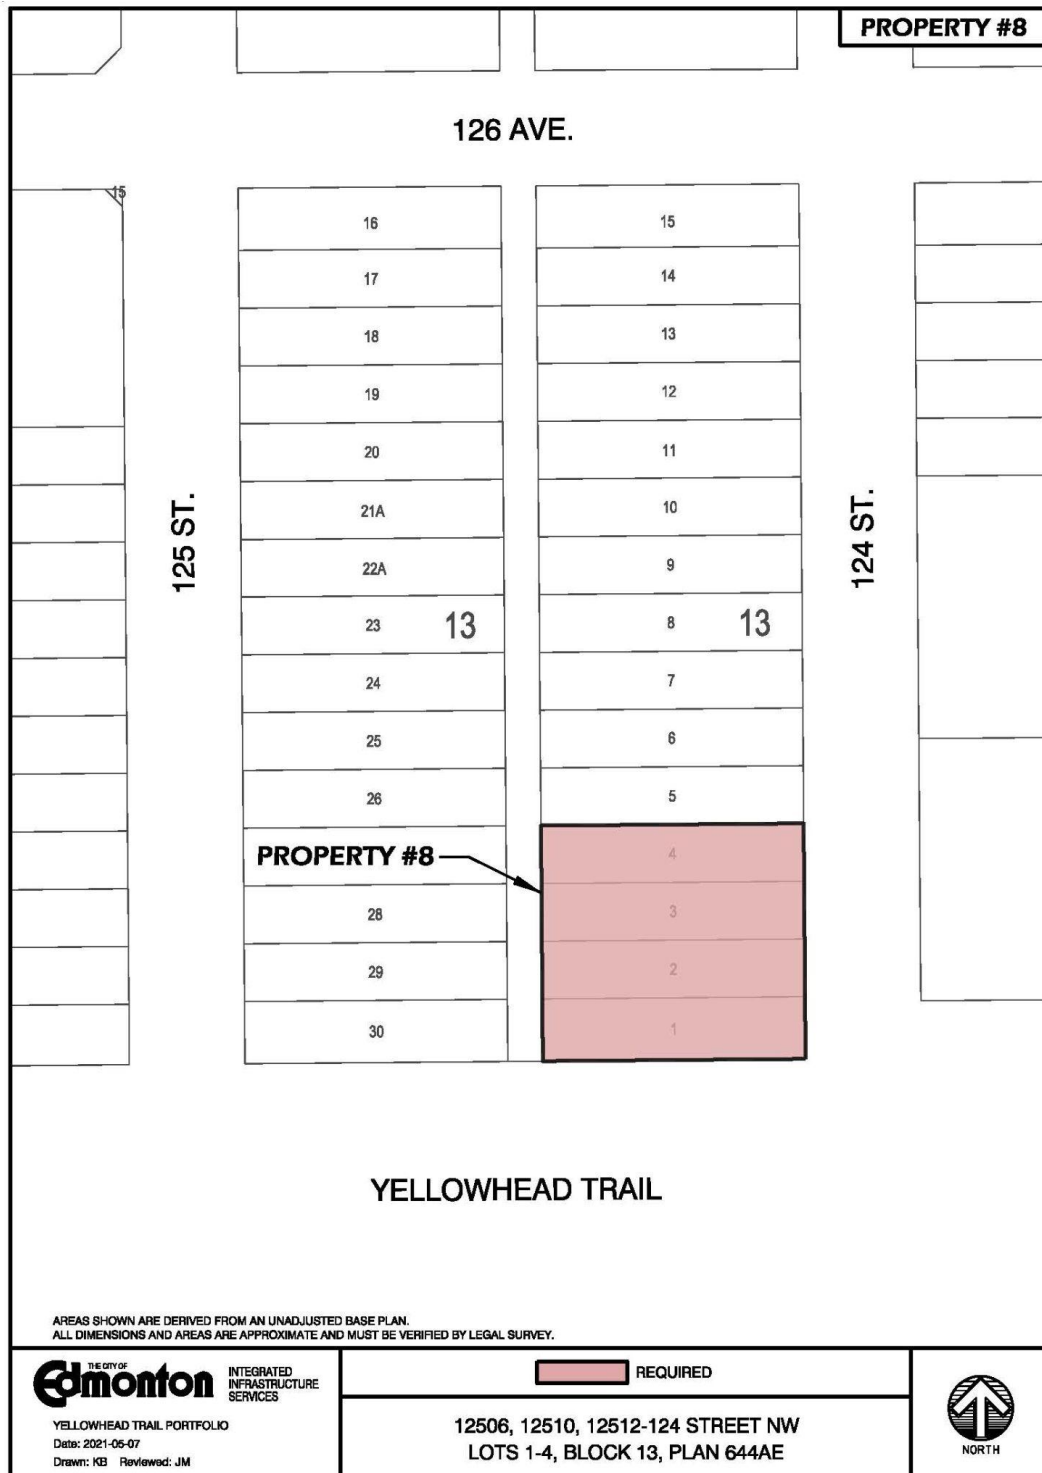 PROPERTY #8
126 AVE.
15
16
15
17
14
18
13
19
12
20
11
21A
10
125 ST.
124 ST.
22A
9
23
13
8
13
24
7
25
6
26
5
PROPERTY #8
4
28
3
29
2
30
1
YELLOWHEAD TRAIL
AREAS SHOWN ARE DERIVED FROM AN UNADJUSTED BASE PLAN.
ALL DIMENSIONS AND AREAS ARE APPROXIMATE AND MUST BE VERIFIED BY LEGAL SURVEY.
THE CITY OF
Edmonton
INTEGRATED
INFRASTRUCTURE
SERVICES
YELLOWHEAD TRAIL PORTFOLIO
Date: 2021-05-07
Drawn: KB Reviewed: JM
REQUIRED
12506, 12510, 12512-124 STREET NW
LOTS 1-4, BLOCK 13, PLAN 644AE
NORTH